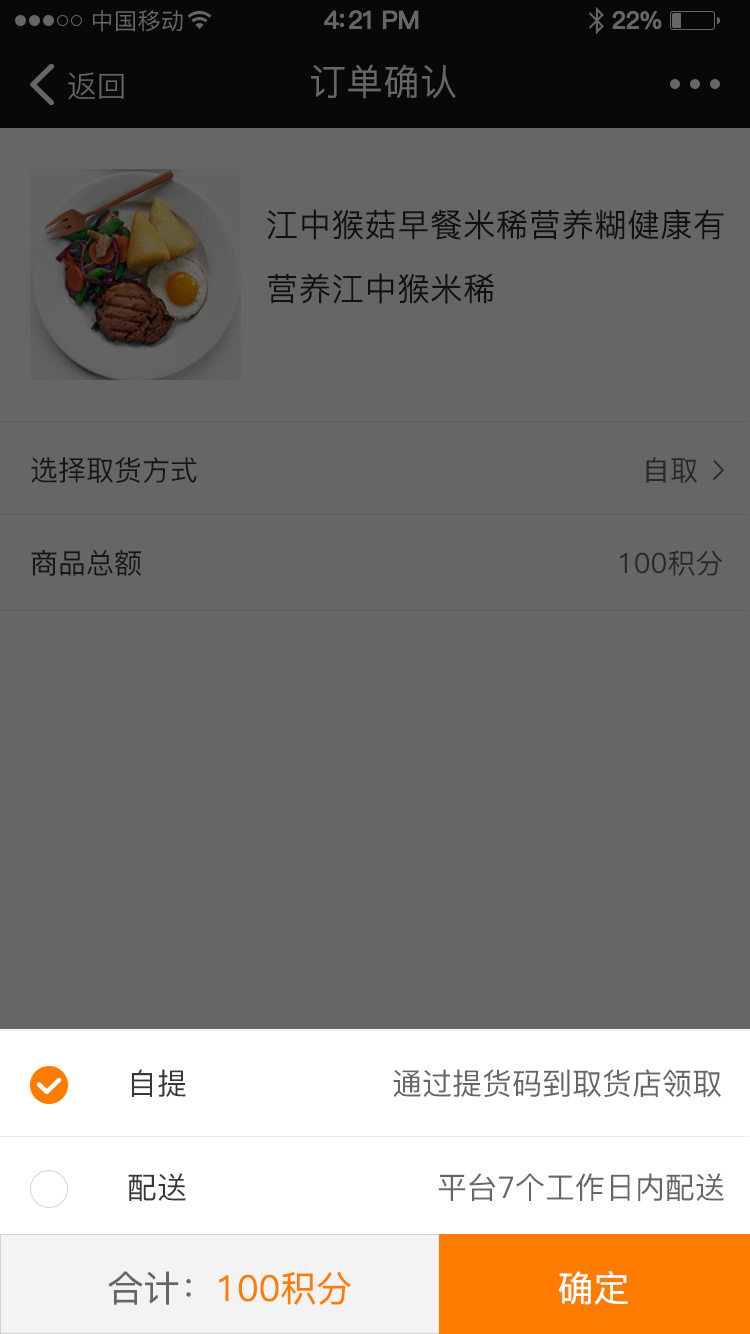 中国移动 4:21 PM 22%
返回 订单确认
江中猴菇早餐米稀营养糊健康有
营养江中猴米稀
选择取货方式 自取
商品总额 100积分
自提 通过提货码到取货店领取
配送 平台7个工作日内配送
合计：100积分 确定